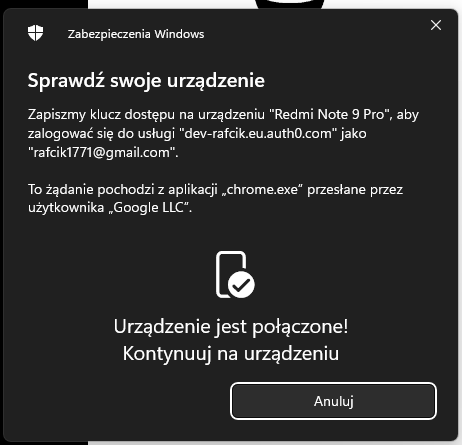 Zabezpieczenia Windows
Sprawdź swoje urządzenie
Zapiszmy klucz dostępu na urządzeniu "Redmi Note 9 Pro", aby
zalogować się do usługi "dev-rafcik.eu.auth0.com" jako
"rafcik1771@gmail.com".
To żądanie pochodzi z aplikacji „chrome.exe” przesłane przez
użytkownika „Google LLC”.
Urządzenie jest połączone!
Kontynuuj na urządzeniu
Anuluj